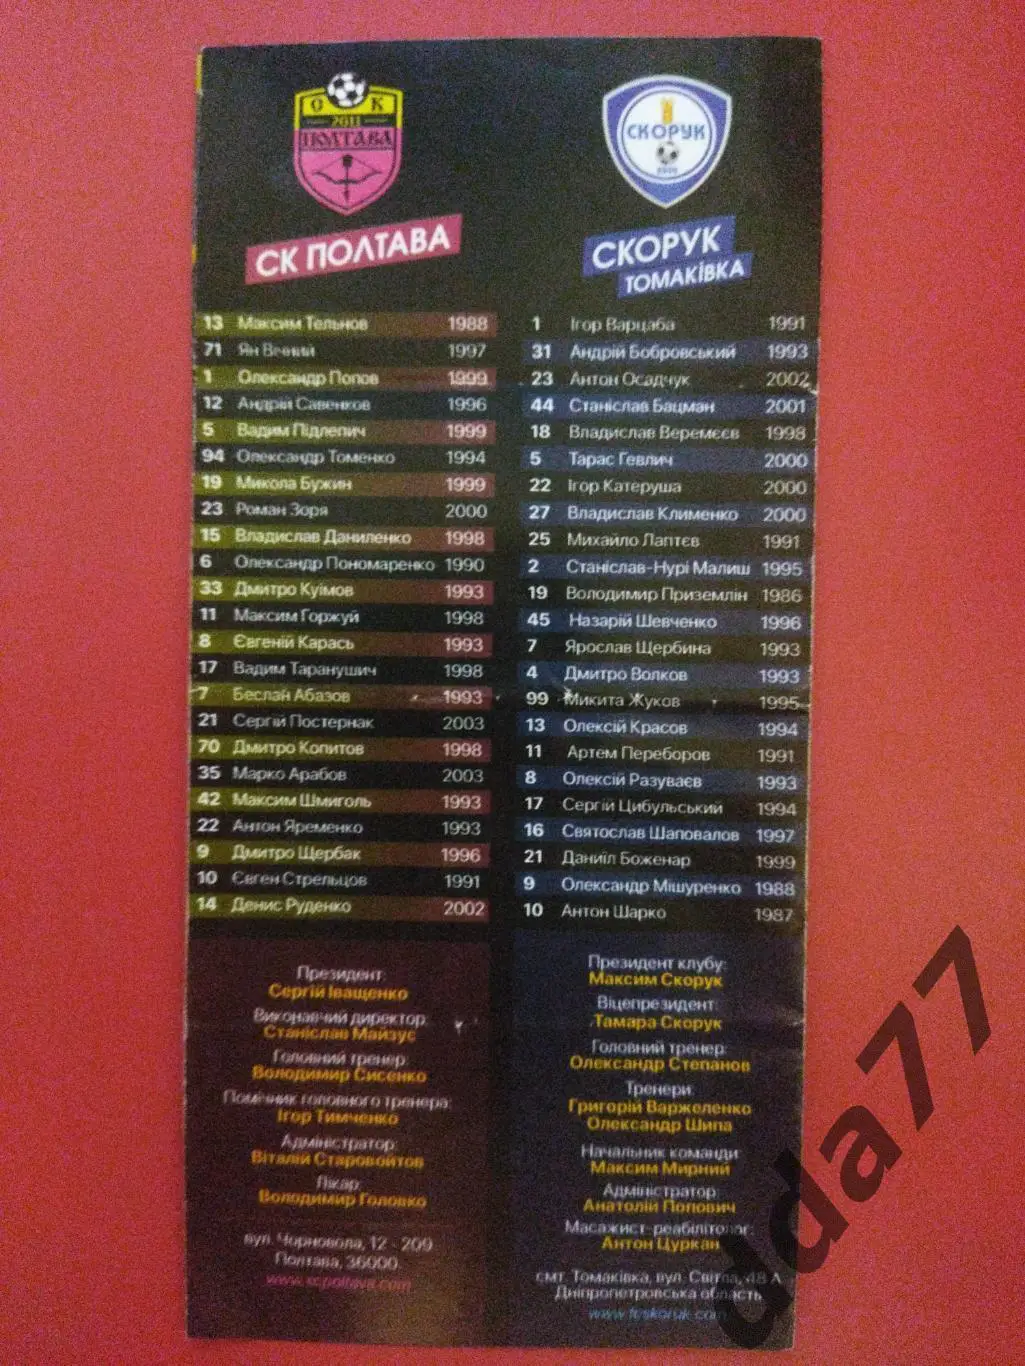 СК
2011
ПОЛТАВА
СК ПОЛТАВА
13 Максим Тельнов 1988
71 Ян Вічний 1997
1 Олександр Попов 1999
12 Андрій Савенков 1996
5 Вадим Підлепич 1999
94 Олександр Томенко 1994
19 Микола Бужин 1999
23 Роман Зоря 2000
15 Владислав Даниленко 1998
6 Олександр Пономаренко 1990
33 Дмитро Куімов 1993
11 Максим Горжуй 1998
8 Євгеній Карась 1993
17 Вадим Таранушич 1998
7 Беслан Абазов 1993
21 Сергій Постернак 2003
70 Дмитро Копитов 1998
35 Марко Арабов 2003
42 Максим Шмиголь 1993
22 Антон Яременко 1993
9 Дмитро Щербак 1996
10 Євген Стрельцов 1991
14 Денис Руденко 2002
Президент:
Сергій Іващенко
Виконавчий директор:
Станіслав Майзус
Головний тренер:
Володимир Сисенко
Помічник головного тренера:
Ігор Тимченко
Адміністратор:
Віталій Старовойтов
Лікар:
Володимир Головко
вул. Чорновола, 12 - 209
Полтава, 36000
www.scpoltava.com
СКОРУК
СКОРУК
ТОМАКІВКА
1 Ігор Варцаба 1991
31 Андрій Бобровський 1993
23 Антон Осадчук 2002
44 Станіслав Бацман 2001
18 Владислав Веремєєв 1998
5 Тарас Гевлич 2000
22 Ігор Катеруша 2000
27 Владислав Клименко 2000
25 Михайло Лаптєв 1991
2 Станіслав-Нурі Малиш 1995
19 Володимир Приземлін 1986
45 Назарій Шевченко 1996
7 Ярослав Щербина 1993
4 Дмитро Волков 1993
99 Микита Жуков 1995
13 Олексій Красов 1994
11 Артем Переборов 1991
8 Олексій Разуваєв 1993
17 Сергій Цибульський 1994
16 Святослав Шаповалов 1997
21 Даниїл Боженар 1999
9 Олександр Мішуренко 1988
10 Антон Шарко 1987
Президент клубу:
Максим Скорук
Віцепрезидент:
Тамара Скорук
Головний тренер:
Олександр Степанов
Тренери:
Григорій Варжеленко
Олександр Шипа
Начальник команди:
Максим Мирний
Адміністратор:
Анатолій Попович
Масажист-реабілітолог:
Антон Цуркан
смт. Томаківка, вул. Світла, 48 А
Дніпропетровська область
www.fcskoruk.com
dda77